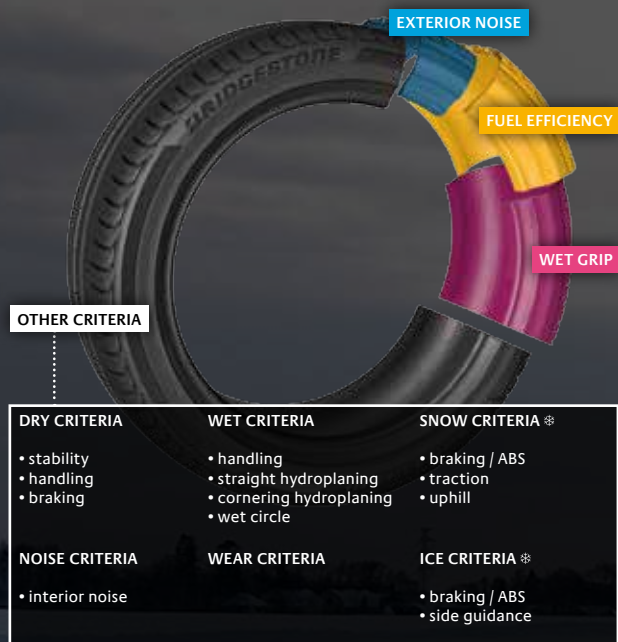 EXTERIOR NOISE
BRIDGESTONE
FUEL EFFICIENCY
WET GRIP
OTHER CRITERIA
DRY CRITERIA
• stability
• handling
• braking
WET CRITERIA
• handling
• straight hydroplaning
• cornering hydroplaning
• wet circle
SNOW CRITERIA ❄
• braking / ABS
• traction
• uphill
NOISE CRITERIA
• interior noise
WEAR CRITERIA
ICE CRITERIA ❄
• braking / ABS
• side guidance